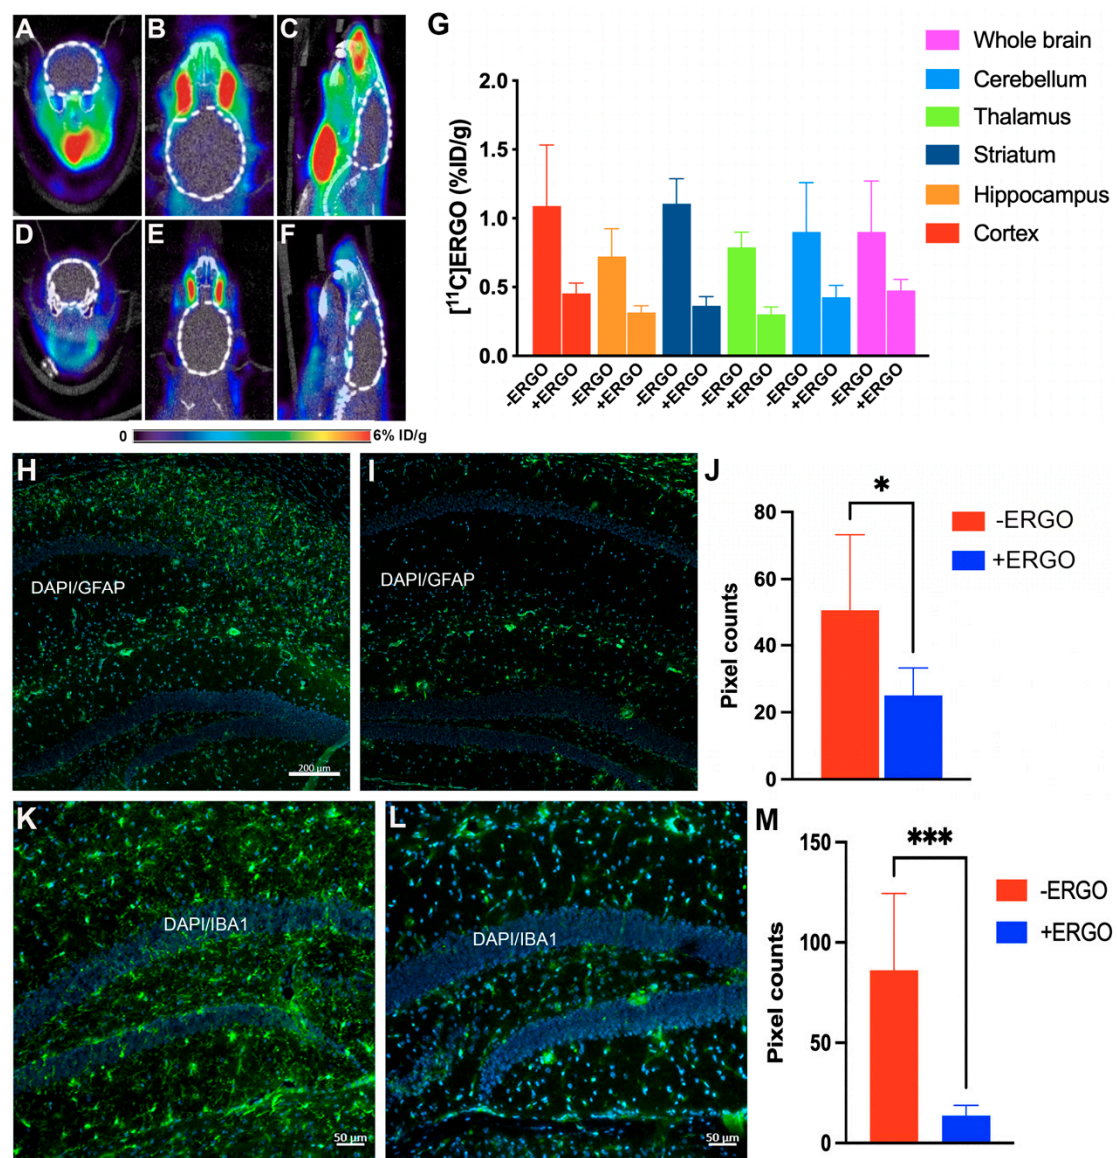 A
B
C
D
E
F
0
6% ID/g
G
[¹¹C]ERGO (%ID/g)
2.0
1.5
1.0
0.5
0.0
-ERGO
+ERGO
-ERGO
+ERGO
-ERGO
+ERGO
-ERGO
+ERGO
-ERGO
+ERGO
-ERGO
+ERGO
Whole brain
Cerebellum
Thalamus
Striatum
Hippocampus
Cortex
H
DAPI/GFAP
200 µm
I
DAPI/GFAP
J
*
Pixel counts
80
60
40
20
0
-ERGO
+ERGO
K
DAPI/IBA1
50 µm
L
DAPI/IBA1
50 µm
M
***
Pixel counts
150
100
50
0
-ERGO
+ERGO